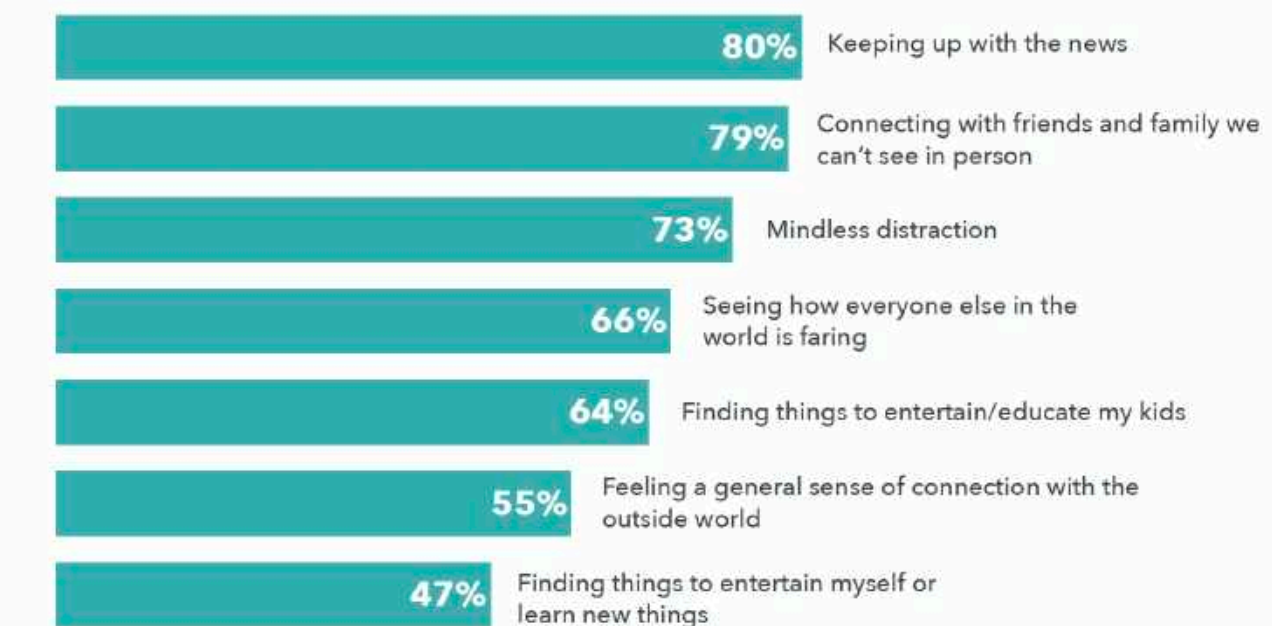 80% Keeping up with the news
79% Connecting with friends and family we
can't see in person
73% Mindless distraction
66% Seeing how everyone else in the
world is faring
64% Finding things to entertain/educate my kids
55% Feeling a general sense of connection with the
outside world
47% Finding things to entertain myself or
learn new things